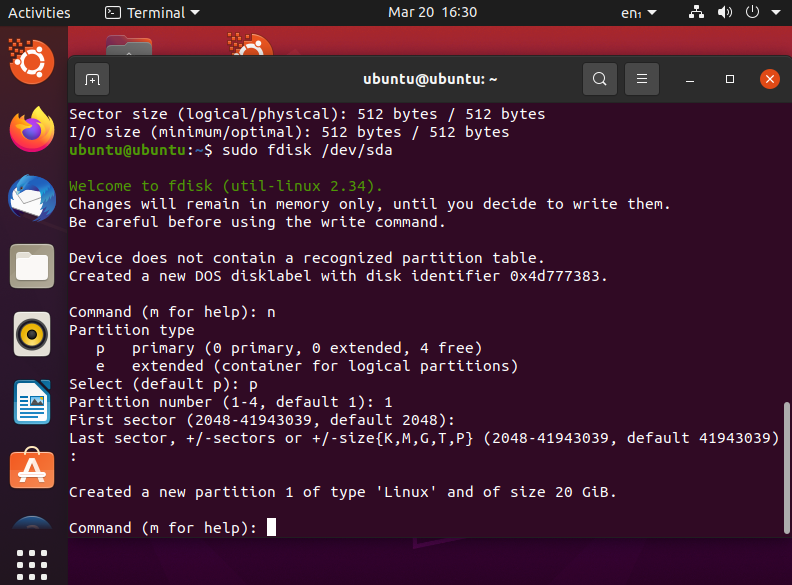 Activities
Terminal
Mar 20 16:30
en₁
ubuntu@ubuntu: ~
Sector size (logical/physical): 512 bytes / 512 bytes
I/O size (minimum/optimal): 512 bytes / 512 bytes
ubuntu@ubuntu:~$ sudo fdisk /dev/sda
Welcome to fdisk (util-linux 2.34).
Changes will remain in memory only, until you decide to write them.
Be careful before using the write command.
Device does not contain a recognized partition table.
Created a new DOS disklabel with disk identifier 0x4d777383.
Command (m for help): n
Partition type
p   primary (0 primary, 0 extended, 4 free)
e   extended (container for logical partitions)
Select (default p): p
Partition number (1-4, default 1): 1
First sector (2048-41943039, default 2048):
Last sector, +/-sectors or +/-size{K,M,G,T,P} (2048-41943039, default 41943039)
:
Created a new partition 1 of type 'Linux' and of size 20 GiB.
Command (m for help):